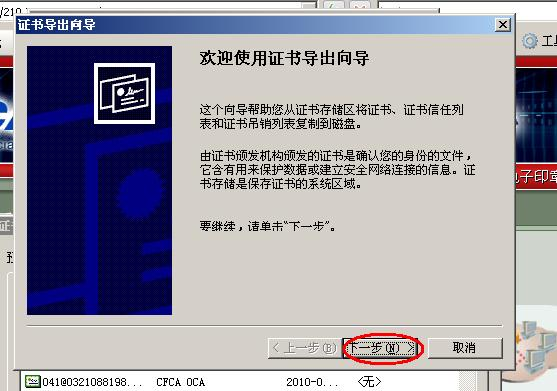 /210.
证书导出向导
工具
欢迎使用证书导出向导
这个向导帮助您从证书存储区将证书、证书信任列
表和证书吊销列表复制到磁盘。
由证书颁发机构颁发的证书是确认您的身份的文件，
它含有用来保护数据或建立安全网络连接的信息。证
书存储是保存证书的系统区域。
电子印章
要继续，请单击“下一步”。
< 上一步(B)
下一步(N) >
取消
041@0321088198...
CFCA OCA
2010-0...
<无>